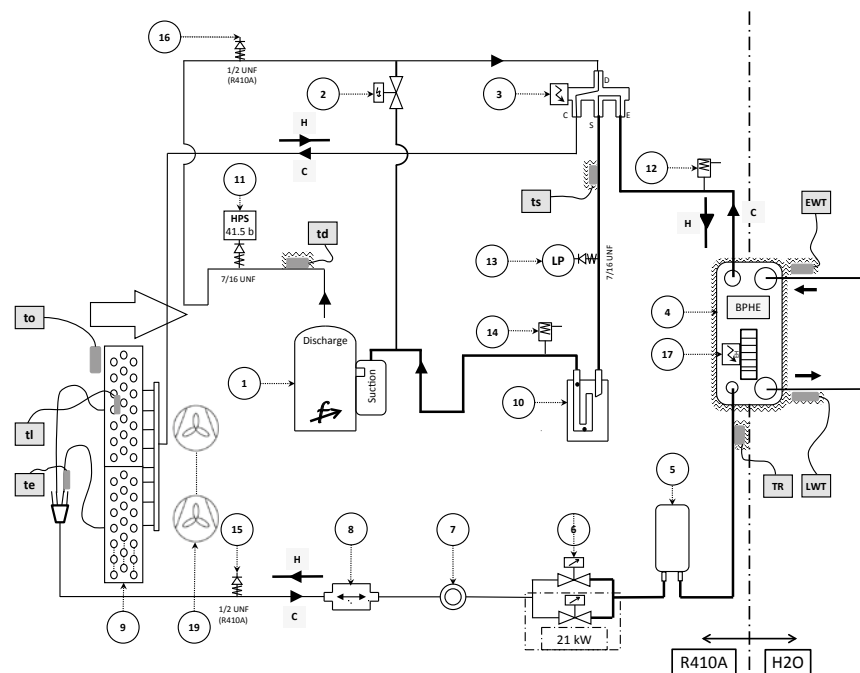 16
1/2 UNF
(R410A)
2
3
D
C
S
E
H
C
11
HPS
41.5 b
7/16 UNF
td
ts
12
H
C
EWT
13
LP
7/16 UNF
to
14
4
BPHE
17
Discharge
Suction
1
10
tl
te
5
TR
LWT
15
8
7
6
H
C
1/2 UNF
(R410A)
9
19
21 kW
R410A
H2O